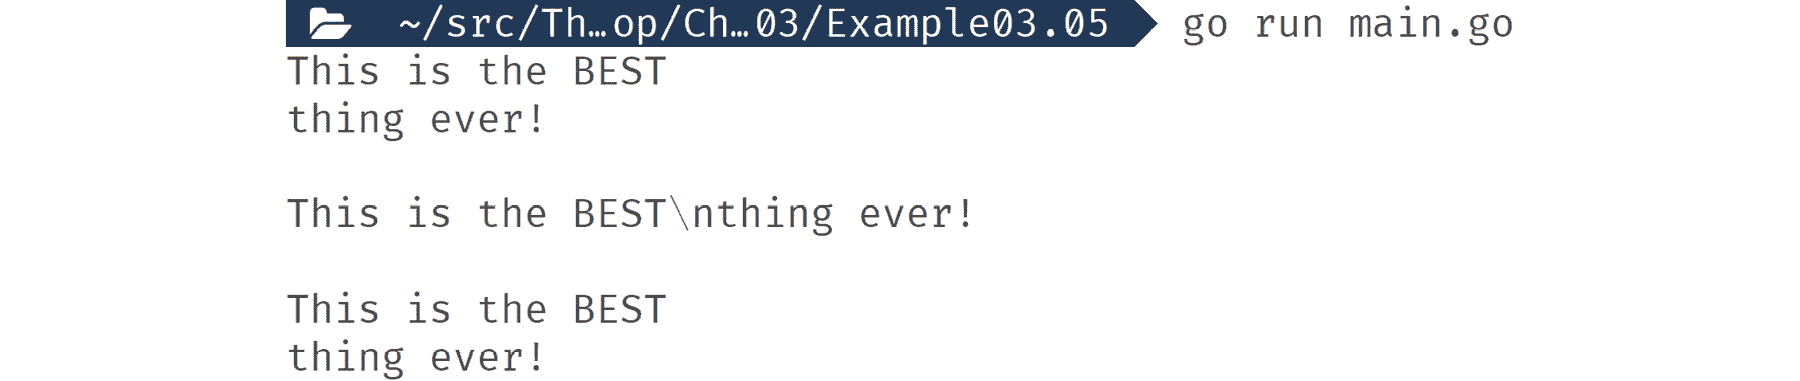 ~/src/Th…op/Ch…03/Example03.05 go run main.go
This is the BEST
thing ever!
This is the BEST\nthing ever!
This is the BEST
thing ever!